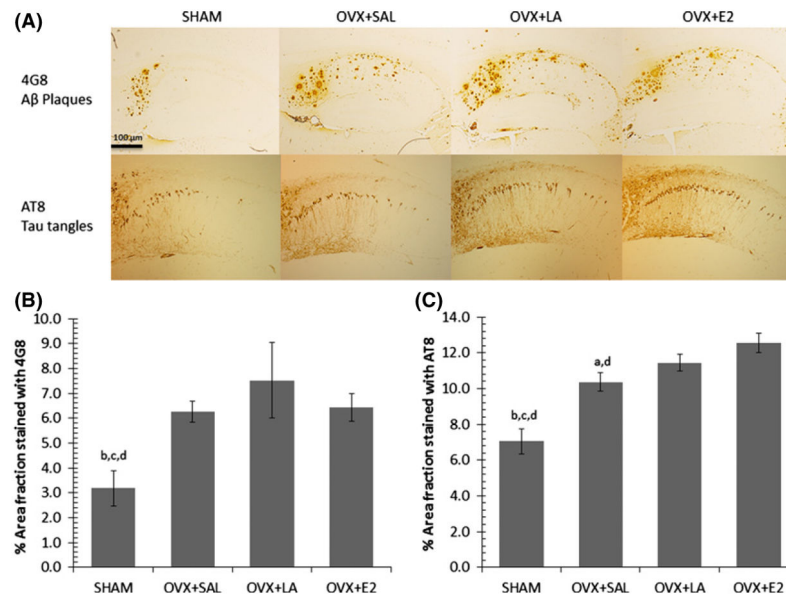 (A)
SHAM OVX+SAL OVX+LA OVX+E2
4G8
Aβ Plaques
100 µm
AT8
Tau tangles
(B)
% Area fraction stained with 4G8
10.0
9.0
8.0
7.0
6.0
5.0
4.0
3.0
2.0
1.0
0.0
b,c,d
SHAM OVX+SAL OVX+LA OVX+E2
(C)
% Area fraction stained with AT8
14.0
12.0
10.0
8.0
6.0
4.0
2.0
0.0
b,c,d
a,d
SHAM OVX+SAL OVX+LA OVX+E2